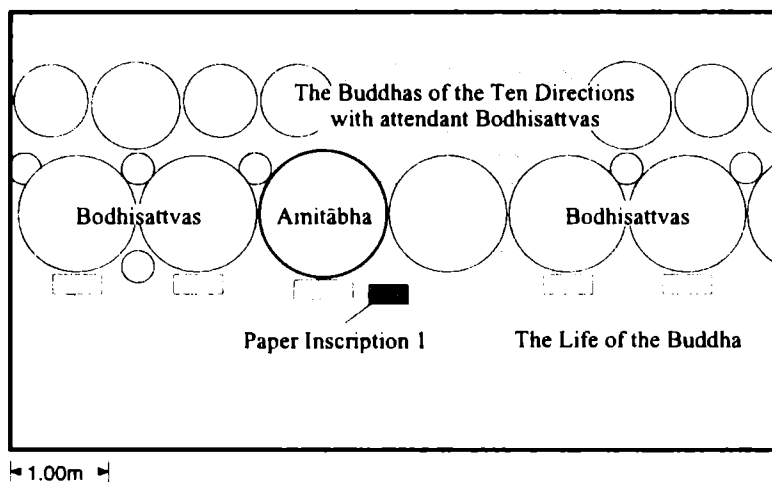 The Buddhas of the Ten Directions
with attendant Bodhisattvas
Bodhisattvas
Amitābha
Bodhisattvas
Paper Inscription 1
The Life of the Buddha
1.00m